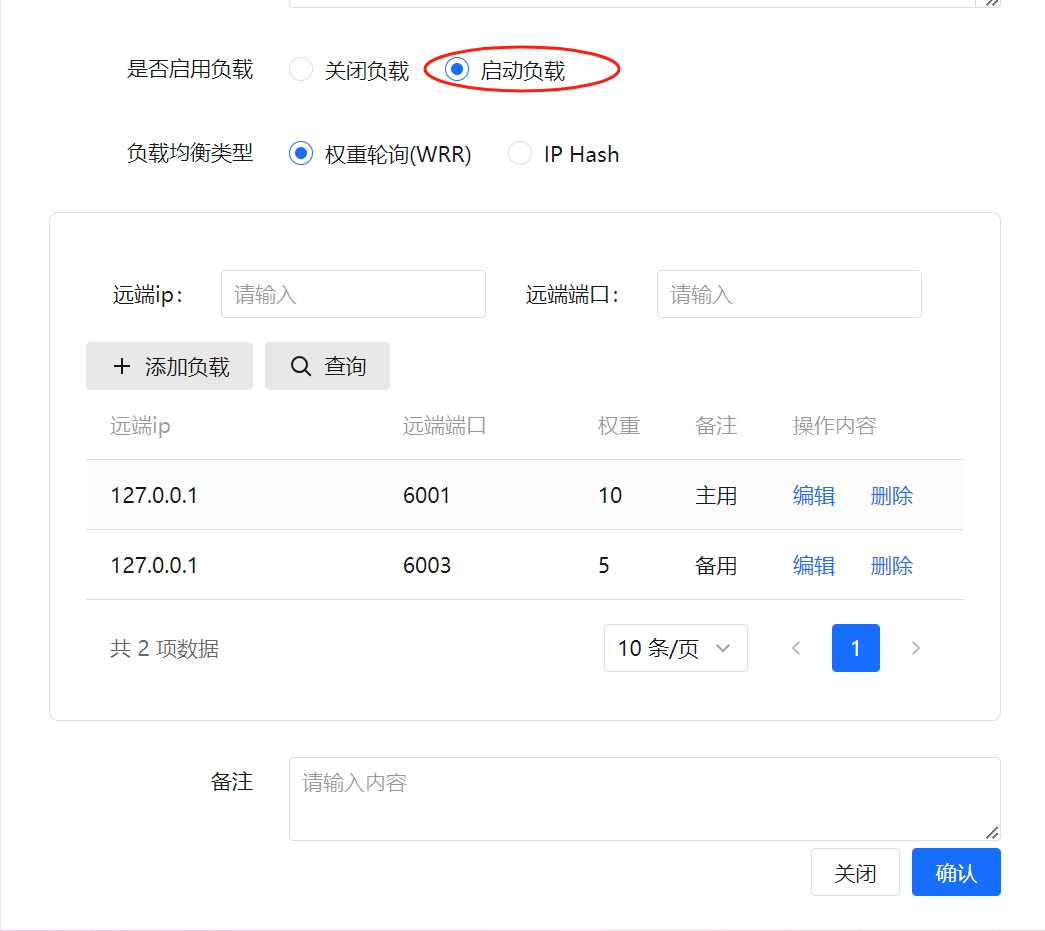 是否启用负载 关闭负载 启动负载
负载均衡类型 权重轮询(WRR) IP Hash
远端ip： 请输入 远端端口： 请输入
添加负载 查询
远端ip 远端端口 权重 备注 操作内容
127.0.0.1 6001 10 主用 编辑 删除
127.0.0.1 6003 5 备用 编辑 删除
共 2 项数据 10 条/页 1
备注 请输入内容
关闭 确认